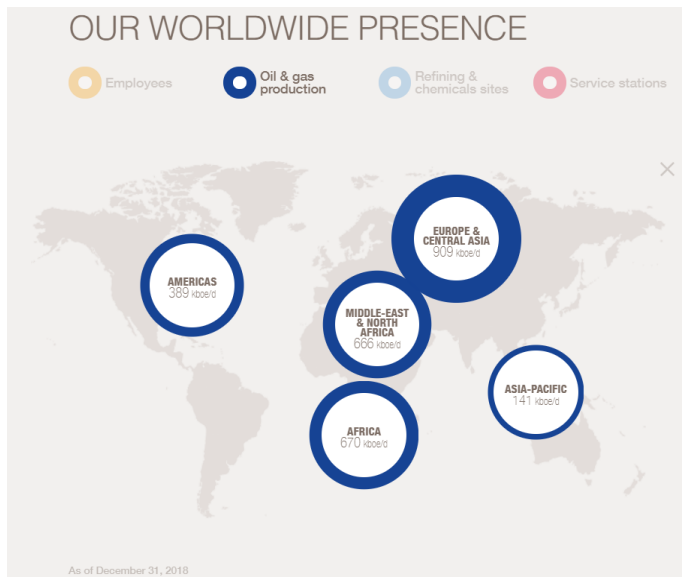 OUR WORLDWIDE PRESENCE
Employees
Oil & gas
production
Refining &
chemicals sites
Service stations
EUROPE &
CENTRAL ASIA
909 kboe/d
AMERICAS
389 kboe/d
MIDDLE-EAST
& NORTH
AFRICA
666 kboe/d
ASIA-PACIFIC
141 kboe/d
AFRICA
670 kboe/d
As of December 31, 2018